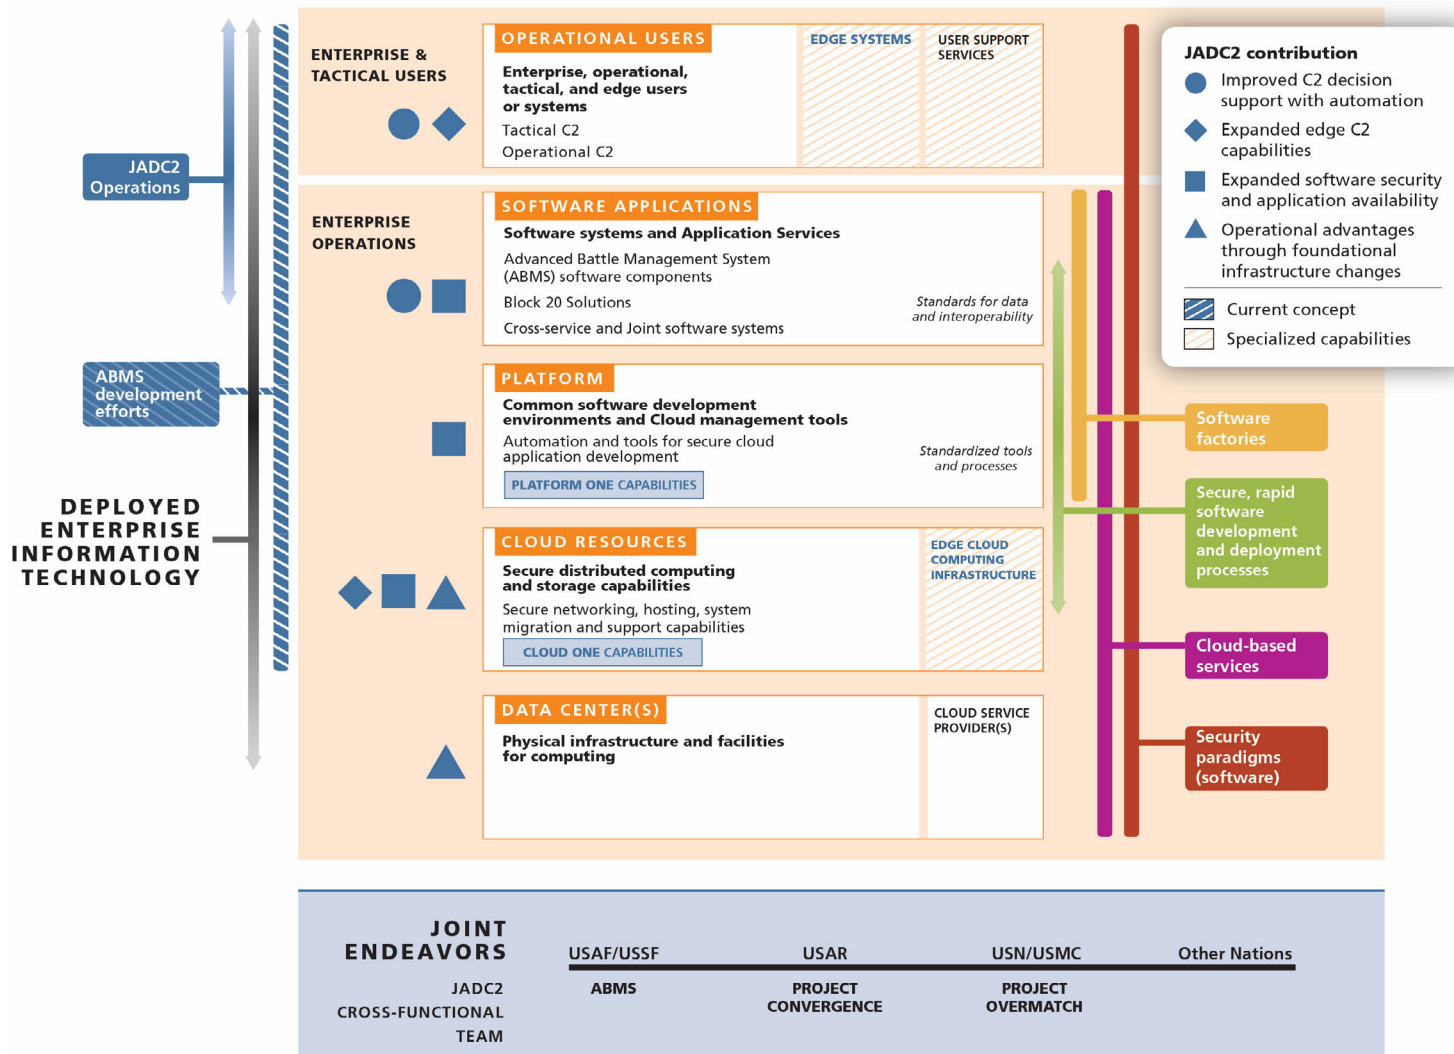 ENTERPRISE &
TACTICAL USERS
OPERATIONAL USERS
Enterprise, operational,
tactical, and edge users
or systems
Tactical C2
Operational C2
EDGE SYSTEMS
USER SUPPORT
SERVICES
JADC2 contribution
Improved C2 decision
support with automation
Expanded edge C2
capabilities
Expanded software security
and application availability
Operational advantages
through foundational
infrastructure changes
Current concept
Specialized capabilities
JADC2
Operations
ABMS
development
efforts
DEPLOYED
ENTERPRISE
INFORMATION
TECHNOLOGY
ENTERPRISE
OPERATIONS
SOFTWARE APPLICATIONS
Software systems and Application Services
Advanced Battle Management System
(ABMS) software components
Block 20 Solutions
Cross-service and Joint software systems
Standards for data
and interoperability
PLATFORM
Common software development
environments and Cloud management tools
Automation and tools for secure cloud
application development
PLATFORM ONE CAPABILITIES
Standardized tools
and processes
CLOUD RESOURCES
Secure distributed computing
and storage capabilities
Secure networking, hosting, system
migration and support capabilities
CLOUD ONE CAPABILITIES
EDGE CLOUD
COMPUTING
INFRASTRUCTURE
DATA CENTER(S)
Physical infrastructure and facilities
for computing
CLOUD SERVICE
PROVIDER(S)
Software
factories
Secure, rapid
software
development
and deployment
processes
Cloud-based
services
Security
paradigms
(software)
JOINT
ENDEAVORS
JADC2
CROSS-FUNCTIONAL
TEAM
USAF/USSF
ABMS
USAR
PROJECT
CONVERGENCE
USN/USMC
PROJECT
OVERMATCH
Other Nations